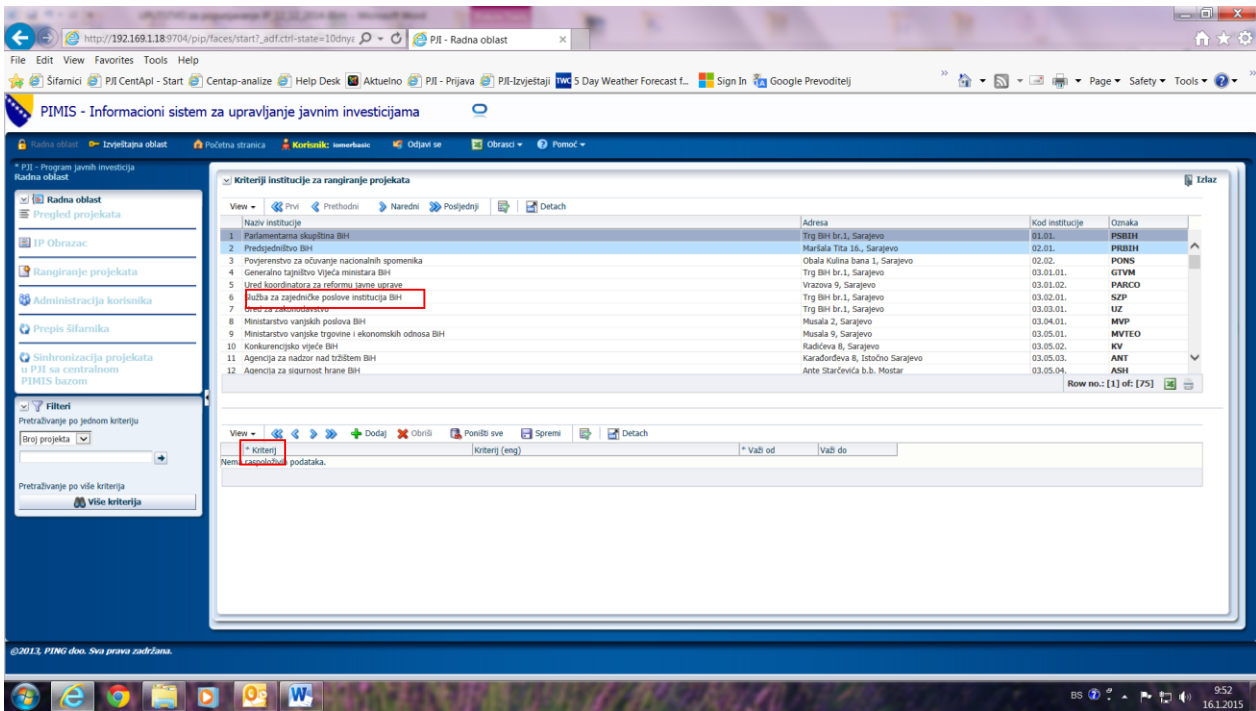 http://192.169.1.18:9704/pip/faces/start?_adf.ctrl-state=10dnya
PJI - Radna oblast
File Edit View Favorites Tools Help
Šifarnici PJI CentApl - Start Centap-analize Help Desk Aktuelno PJI - Prijava PJI-Izvještaji TWC 5 Day Weather Forecast f... Sign In Google Prevoditelj Page Safety Tools
PIMIS - Informacioni sistem za upravljanje javnim investicijama
Radna oblast Izvještajna oblast Početna stranica Korisnik: iomerbasic Odjavi se Obrasci Pomoć
* PJI - Program javnih investicija
Radna oblast
Radna oblast
Pregled projekata
IP Obrazac
Rangiranje projekata
Administracija korisnika
Prepis šifarnika
Sinhronizacija projekata
u PJI sa centralnom
PIMIS bazom
Filteri
Pretraživanje po jednom kriteriju
Broj projekta
Pretraživanje po više kriterija
Više kriterija
Kriteriji institucije za rangiranje projekata Izlaz
View Prvi Prethodni Naredni Posljednji Detach
Naziv institucije Adresa Kod institucije Oznaka
1 Parlamentarna skupština BiH Trg BiH br.1, Sarajevo 01.01. PSBIH
2 Predsjedništvo BiH Maršala Tita 16., Sarajevo 02.01. PRBIH
3 Povjerenstvo za očuvanje nacionalnih spomenika Obala Kulina bana 1, Sarajevo 02.02. PONS
4 Generalno tajništvo Vijeća ministara BiH Trg BiH br.1, Sarajevo 03.01.01. GTVM
5 Ured koordinatora za reformu javne uprave Vrazova 9, Sarajevo 03.01.02. PARCO
6 Služba za zajedničke poslove institucija BiH Trg BiH br.1, Sarajevo 03.02.01. SZP
7 Ured za zakonodavstvo Trg BiH br.1, Sarajevo 03.03.01. UZ
8 Ministarstvo vanjskih poslova BiH Musala 2, Sarajevo 03.04.01. MVP
9 Ministarstvo vanjske trgovine i ekonomskih odnosa BiH Musala 9, Sarajevo 03.05.01. MVTEO
10 Konkurencijsko vijeće BiH Radićeva 8, Sarajevo 03.05.02. KV
11 Agencija za nadzor nad tržištem BiH Karađorđeva 8, Istočno Sarajevo 03.05.03. ANT
12 Agencija za sigurnost hrane BiH Ante Starčevića b.b. Mostar 03.05.04. ASH
Row no.: [1] of: [75]
View Dodaj Obriši Poništi sve Spremi Detach
* Kriterij Kriterij (eng) * Važi od Važi do
Nema raspoloživih podataka.
©2013, PING doo. Sva prava zadržana.
BS
9:52
16.1.2015